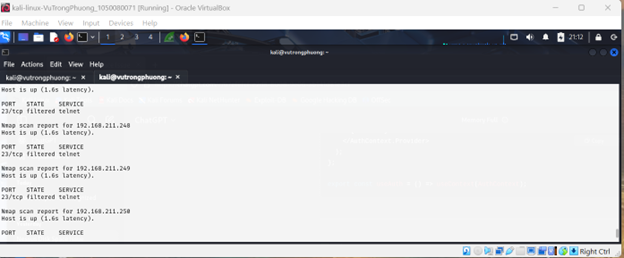 kali-linux-VuTrongPhuong_1050080071 [Running] - Oracle VirtualBox
File Machine View Input Devices Help
1 2 3 4
21:12
kali@vutrongphuong: ~
File Actions Edit View Help
kali@vutrongphuong: ~ × kali@vutrongphuong: ~ ×
Host is up (1.6s latency).
PORT STATE SERVICE
23/tcp filtered telnet
Nmap scan report for 192.168.211.248
Host is up (1.6s latency).
PORT STATE SERVICE
23/tcp filtered telnet
Nmap scan report for 192.168.211.249
Host is up (1.6s latency).
PORT STATE SERVICE
23/tcp filtered telnet
Nmap scan report for 192.168.211.250
Host is up (1.6s latency).
PORT STATE SERVICE
Right Ctrl